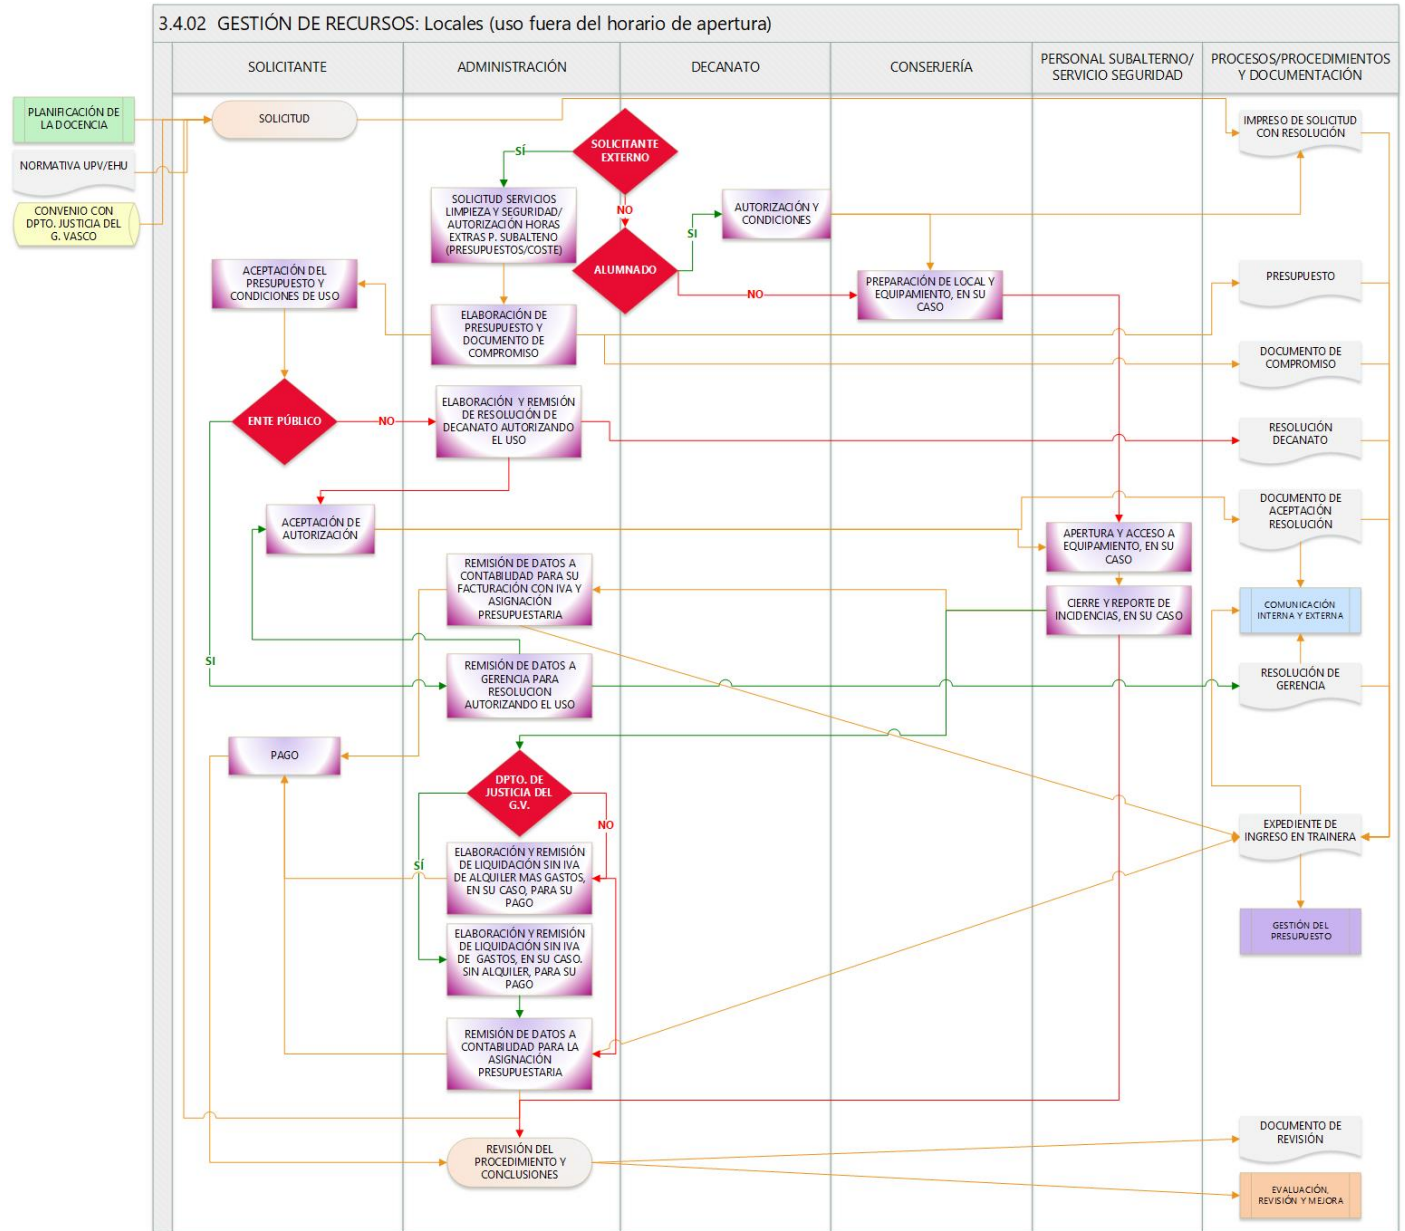 3.4.02 GESTIÓN DE RECURSOS: Locales (uso fuera del horario de apertura)
SOLICITANTE
ADMINISTRACIÓN
DECANATO
CONSERJERÍA
PERSONAL SUBALTERNO/
SERVICIO SEGURIDAD
PROCESOS/PROCEDIMIENTOS
Y DOCUMENTACIÓN
PLANIFICACIÓN DE
LA DOCENCIA
NORMATIVA UPV/EHU
CONVENIO CON
DPTO. JUSTICIA DEL
G. VASCO
SOLICITUD
SOLICITANTE
EXTERNO
SÍ
NO
IMPRESO DE SOLICITUD
CON RESOLUCIÓN
SOLICITUD SERVICIOS
LIMPIEZA Y SEGURIDAD/
AUTORIZACIÓN HORAS
EXTRAS P. SUBALTENO
(PRESUPUESTOS/COSTE)
AUTORIZACIÓN Y
CONDICIONES
SI
ALUMNADO
NO
ACEPTACIÓN DEL
PRESUPUESTO Y
CONDICIONES DE USO
PREPARACIÓN DE LOCAL Y
EQUIPAMIENTO, EN SU
CASO
PRESUPUESTO
ELABORACIÓN DE
PRESUPUESTO Y
DOCUMENTO DE
COMPROMISO
DOCUMENTO DE
COMPROMISO
ENTE PÚBLICO
NO
ELABORACIÓN Y REMISIÓN
DE RESOLUCIÓN DE
DECANATO AUTORIZANDO
EL USO
RESOLUCIÓN
DECANATO
ACEPTACIÓN DE
AUTORIZACIÓN
DOCUMENTO DE
ACEPTACIÓN
RESOLUCIÓN
APERTURA Y ACCESO A
EQUIPAMIENTO, EN SU
CASO
REMISIÓN DE DATOS A
CONTABILIDAD PARA SU
FACTURACIÓN CON IVA Y
ASIGNACIÓN
PRESUPUESTARIA
CIERRE Y REPORTE DE
INCIDENCIAS, EN SU CASO
COMUNICACIÓN
INTERNA Y EXTERNA
SI
REMISIÓN DE DATOS A
GERENCIA PARA
RESOLUCION
AUTORIZANDO EL USO
RESOLUCIÓN DE
GERENCIA
PAGO
DPTO. DE
JUSTICIA DEL
G.V.
NO
SÍ
EXPEDIENTE DE
INGRESO EN TRAINERA
ELABORACIÓN Y REMISIÓN
DE LIQUIDACIÓN SIN IVA
DE ALQUILER MAS GASTOS,
EN SU CASO, PARA SU
PAGO
ELABORACIÓN Y REMISIÓN
DE LIQUIDACIÓN SIN IVA
DE GASTOS, EN SU CASO.
SIN ALQUILER, PARA SU
PAGO
GESTIÓN DEL
PRESUPUESTO
REMISIÓN DE DATOS A
CONTABILIDAD PARA LA
ASIGNACIÓN
PRESUPUESTARIA
REVISIÓN DEL
PROCEDIMIENTO Y
CONCLUSIONES
DOCUMENTO DE
REVISIÓN
EVALUACIÓN,
REVISIÓN Y MEJORA